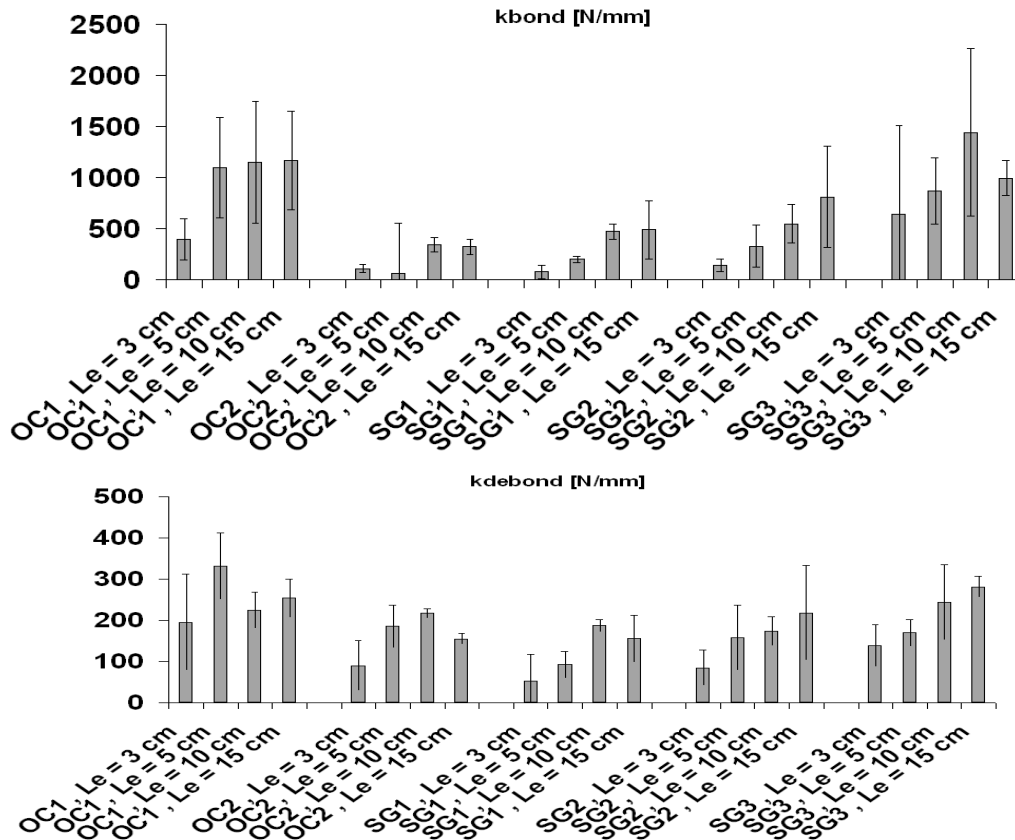 kbond [N/mm]
2500
2000
1500
1000
500
0
OC1 , Le = 3 cm
OC1 , Le = 5 cm
OC1, Le = 10 cm
OC1 , Le = 15 cm
OC2, Le = 3 cm
OC2, Le = 5 cm
OC2, Le = 10 cm
OC2 , Le = 15 cm
SG1, Le = 3 cm
SG1, Le = 5 cm
SG1, Le = 10 cm
SG1 , Le = 15 cm
SG2, Le = 3 cm
SG2, Le = 5 cm
SG2, Le = 10 cm
SG2 , Le = 15 cm
SG3, Le = 3 cm
SG3, Le = 5 cm
SG3, Le = 10 cm
SG3 , Le = 15 cm
kdebond [N/mm]
500
400
300
200
100
0
OC1 , Le = 3 cm
OC1 , Le = 5 cm
OC1, Le = 10 cm
OC1 , Le = 15 cm
OC2, Le = 3 cm
OC2, Le = 5 cm
OC2, Le = 10 cm
OC2 , Le = 15 cm
SG1, Le = 3 cm
SG1, Le = 5 cm
SG1, Le = 10 cm
SG1 , Le = 15 cm
SG2, Le = 3 cm
SG2, Le = 5 cm
SG2, Le = 10 cm
SG2 , Le = 15 cm
SG3, Le = 3 cm
SG3, Le = 5 cm
SG3, Le = 10 cm
SG3 , Le = 15 cm